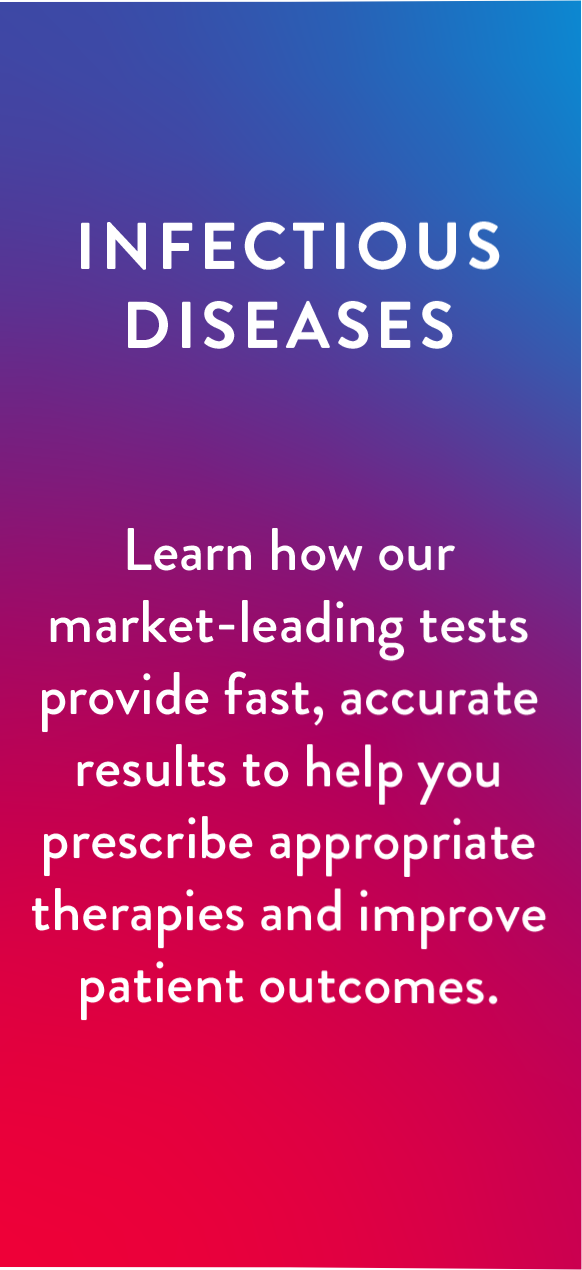 INFECTIOUS
DISEASES
Learn how our
market-leading tests
provide fast, accurate
results to help you
prescribe appropriate
therapies and improve
patient outcomes.